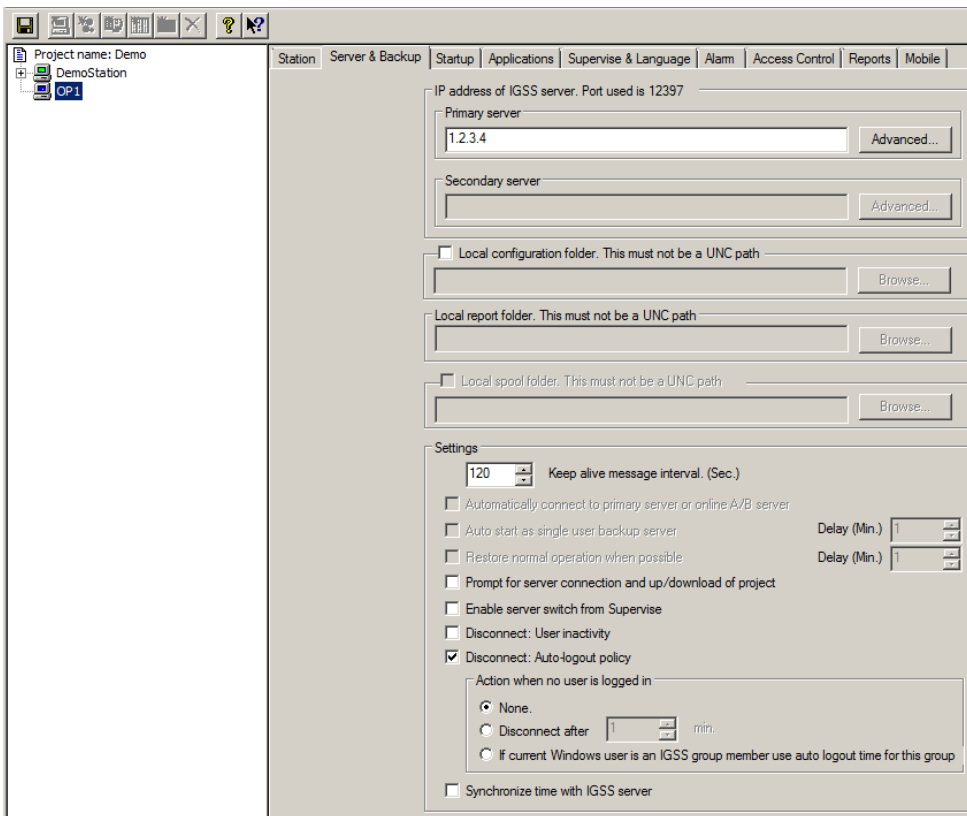 Project name: Demo
DemoStation
OP1
Station Server & Backup Startup Applications Supervise & Language Alarm Access Control Reports Mobile
IP address of IGSS server. Port used is 12397
Primary server
1.2.3.4 Advanced...
Secondary server
Advanced...
Local configuration folder. This must not be a UNC path
Browse...
Local report folder. This must not be a UNC path
Browse...
Local spool folder. This must not be a UNC path
Browse...
Settings
120 Keep alive message interval. (Sec.)
Automatically connect to primary server or online A/B server
Auto start as single user backup server Delay (Min.) 1
Restore normal operation when possible Delay (Min.) 1
Prompt for server connection and up/download of project
Enable server switch from Supervise
Disconnect: User inactivity
Disconnect: Auto-logout policy
Action when no user is logged in
None.
Disconnect after 1 min.
If current Windows user is an IGSS group member use auto logout time for this group
Synchronize time with IGSS server